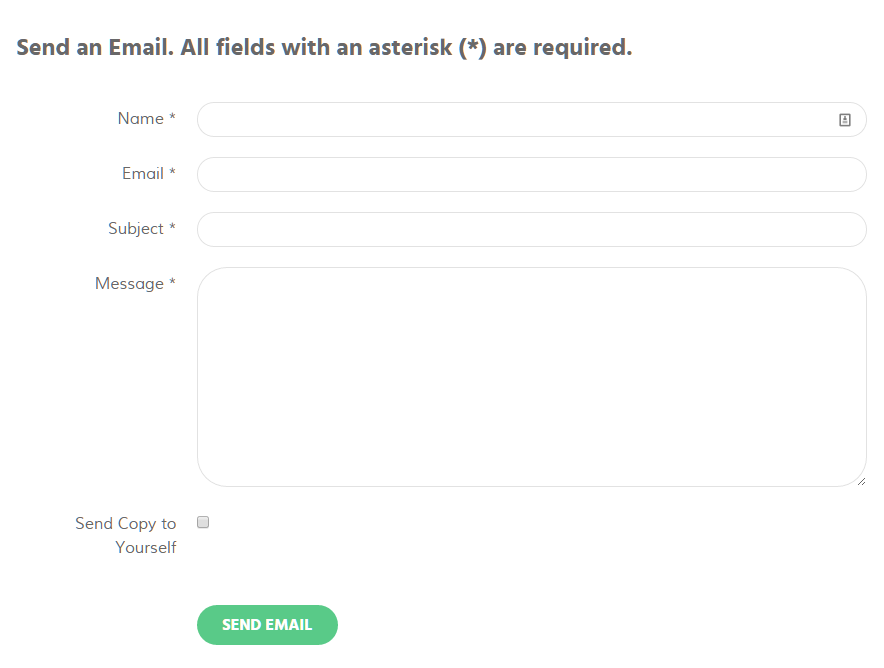 Send an Email. All fields with an asterisk (*) are required.
Name *
Email *
Subject *
Message *
Send Copy to
Yourself
SEND EMAIL